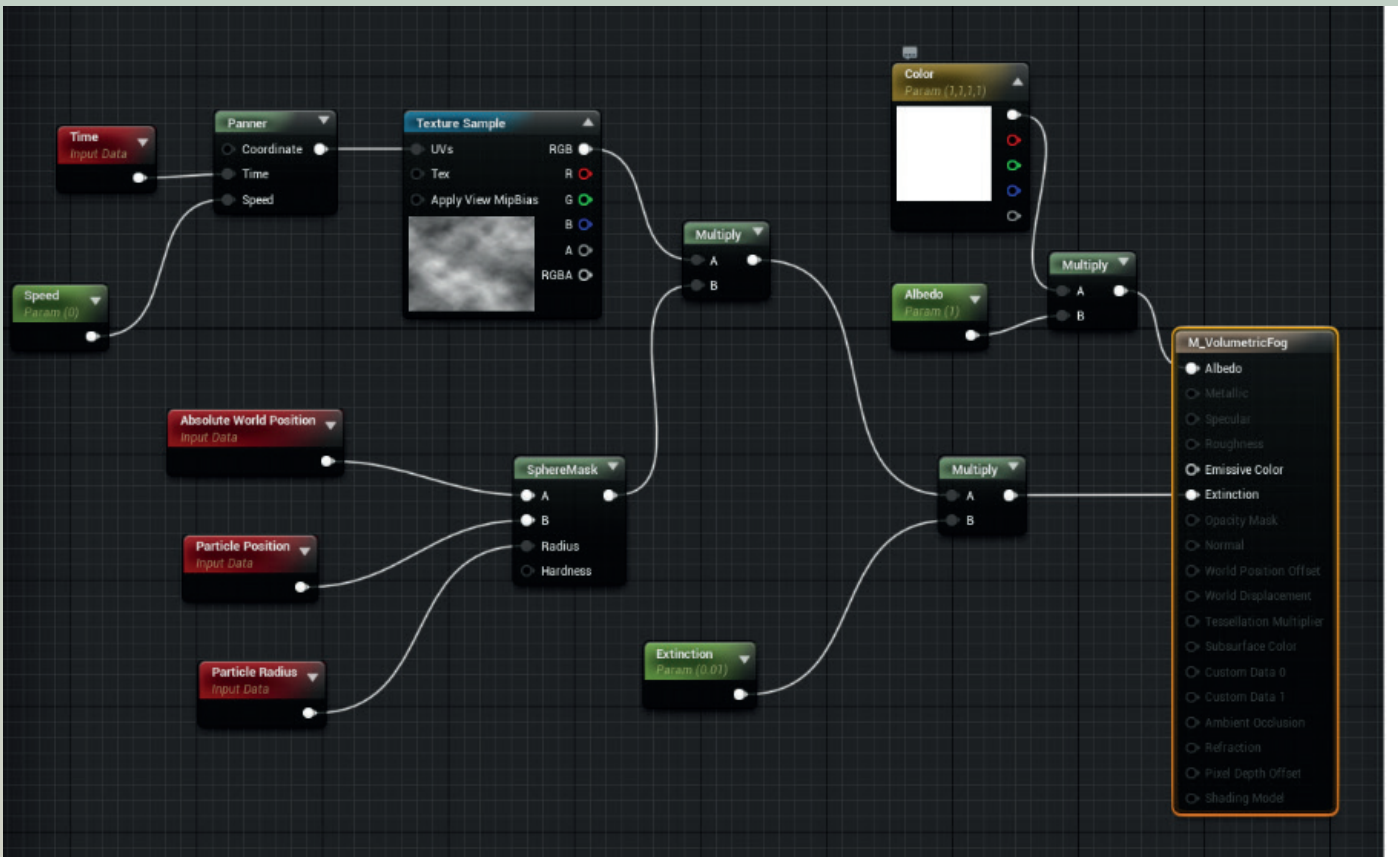 Time
Input Data
Panner
Coordinate
Time
Speed
Speed
Param (0)
Texture Sample
UVs RGB
Tex R
Apply View MipBias G
B
A
RGBA
Multiply
A
B
Color
Param (1,1,1,1)
Albedo
Param (1)
Multiply
A
B
Absolute World Position
Input Data
Particle Position
Input Data
Particle Radius
Input Data
SphereMask
A
B
Radius
Hardness
Extinction
Param (0.01)
Multiply
A
B
M_VolumetricFog
Albedo
Metallic
Specular
Roughness
Emissive Color
Extinction
Opacity Mask
Normal
World Position Offset
World Displacement
Tessellation Multiplier
Subsurface Color
Custom Data 0
Custom Data 1
Ambient Occlusion
Refraction
Pixel Depth Offset
Shading Model